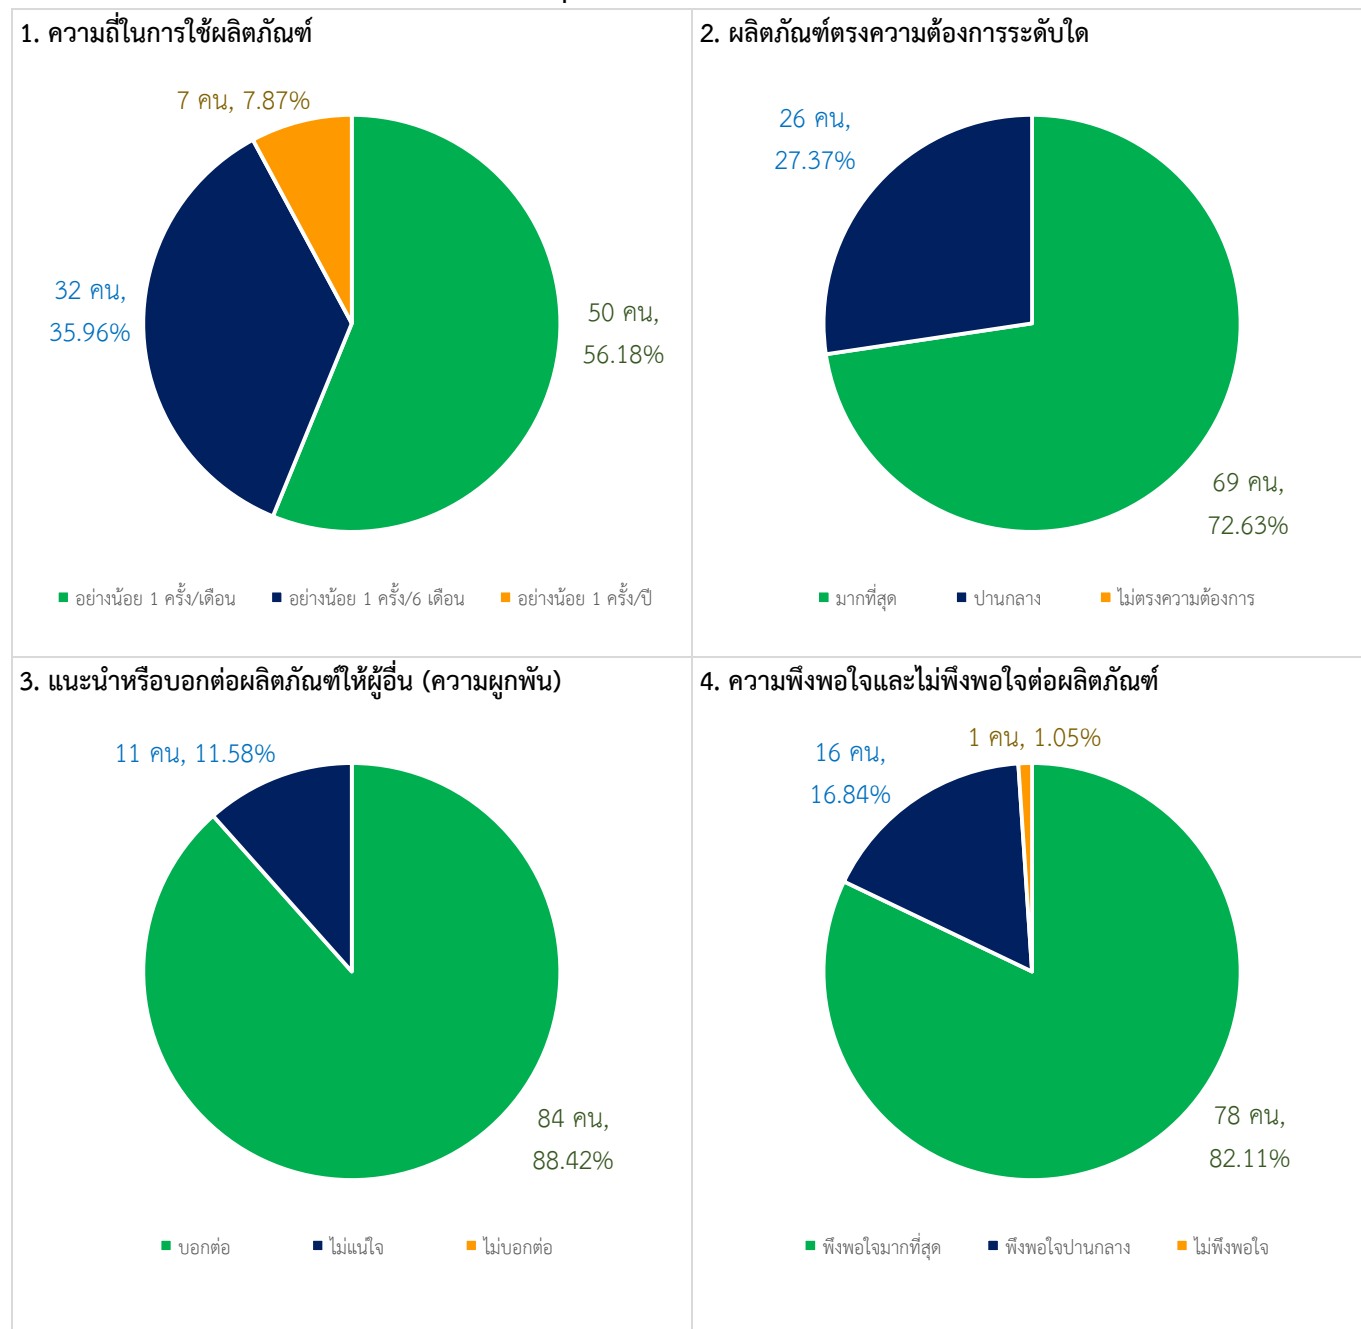 1. ความถี่ในการใช้ผลิตภัณฑ์
7 คน, 7.87%
32 คน,
35.96%
50 คน,
56.18%
อย่างน้อย 1 ครั้ง/เดือน อย่างน้อย 1 ครั้ง/6 เดือน อย่างน้อย 1 ครั้ง/ปี
2. ผลิตภัณฑ์ตรงความต้องการระดับใด
26 คน,
27.37%
69 คน,
72.63%
มากที่สุด ปานกลาง ไม่ตรงความต้องการ
3. แนะนำหรือบอกต่อผลิตภัณฑ์ให้ผู้อื่น (ความผูกพัน)
11 คน, 11.58%
84 คน,
88.42%
บอกต่อ ไม่แน่ใจ ไม่บอกต่อ
4. ความพึงพอใจและไม่พึงพอใจต่อผลิตภัณฑ์
1 คน, 1.05%
16 คน,
16.84%
78 คน,
82.11%
พึงพอใจมากที่สุด พึงพอใจปานกลาง ไม่พึงพอใจ